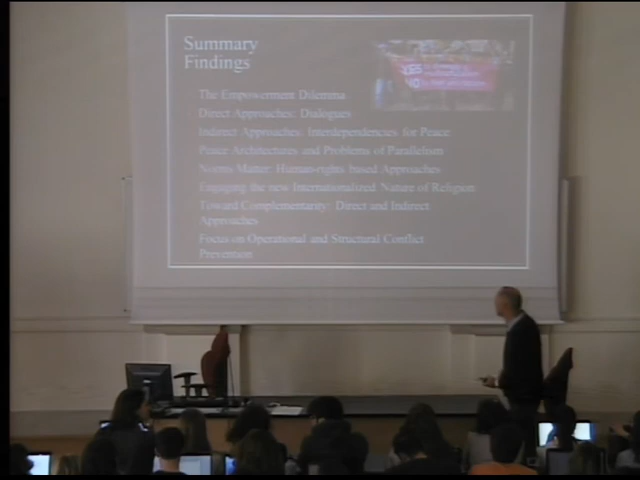 Summary
Findings
The Empowerment Dilemma
Direct Approaches: Dialogues
Indirect Approaches: Interdependencies for Peace
Peace Architectures and Problems of Parallelism
Norms Matter: Human-rights based Approaches
Engaging the new Internationalized Nature of Religion
Toward Complementarity: Direct and Indirect
Approaches
Focus on Operational and Structural Conflict
Prevention